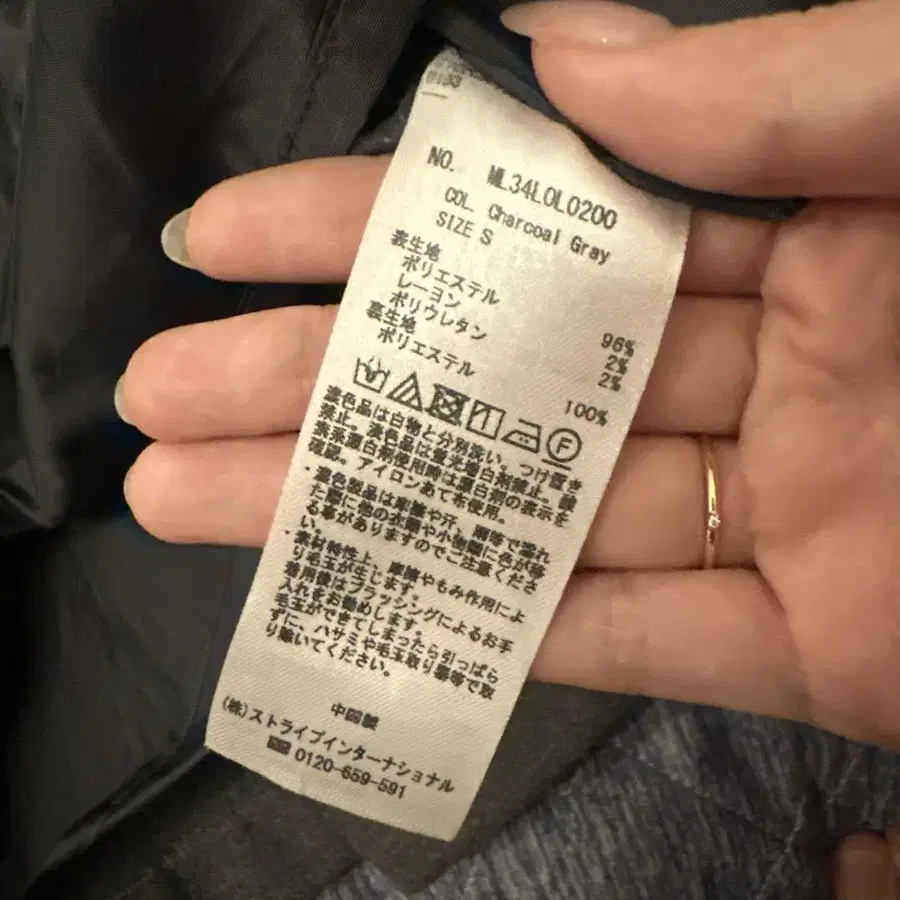 NO. ML34L0L0200
COL. Charcoal Gray
SIZE S
表生地
ポリエステル 96%
レーヨン 2%
ポリウレタン 2%
裏生地
ポリエステル 100%
F
濃色品は白物と分別洗い。つけ置き
禁止。淡色品は蛍光増白剤禁止。酸
素系漂白剤使用時は漂白剤の表示を
確認。アイロンあて布使用。
・濃色製品は摩擦や汗、雨等で濡れ
た際に他の衣類や小物類に色が移
る事がありますのでご注意くださ
い。
・素材特性上、摩擦やもみ作用によ
り毛玉が生じます。
着用後はブラッシングによるお手
入れをお勧めします。
毛玉ができてしまったら引っぱら
ずに、ハサミや毛玉取り器等で取
り除いてください。
中国製
(株)ストライプインターナショナル
0120-659-591